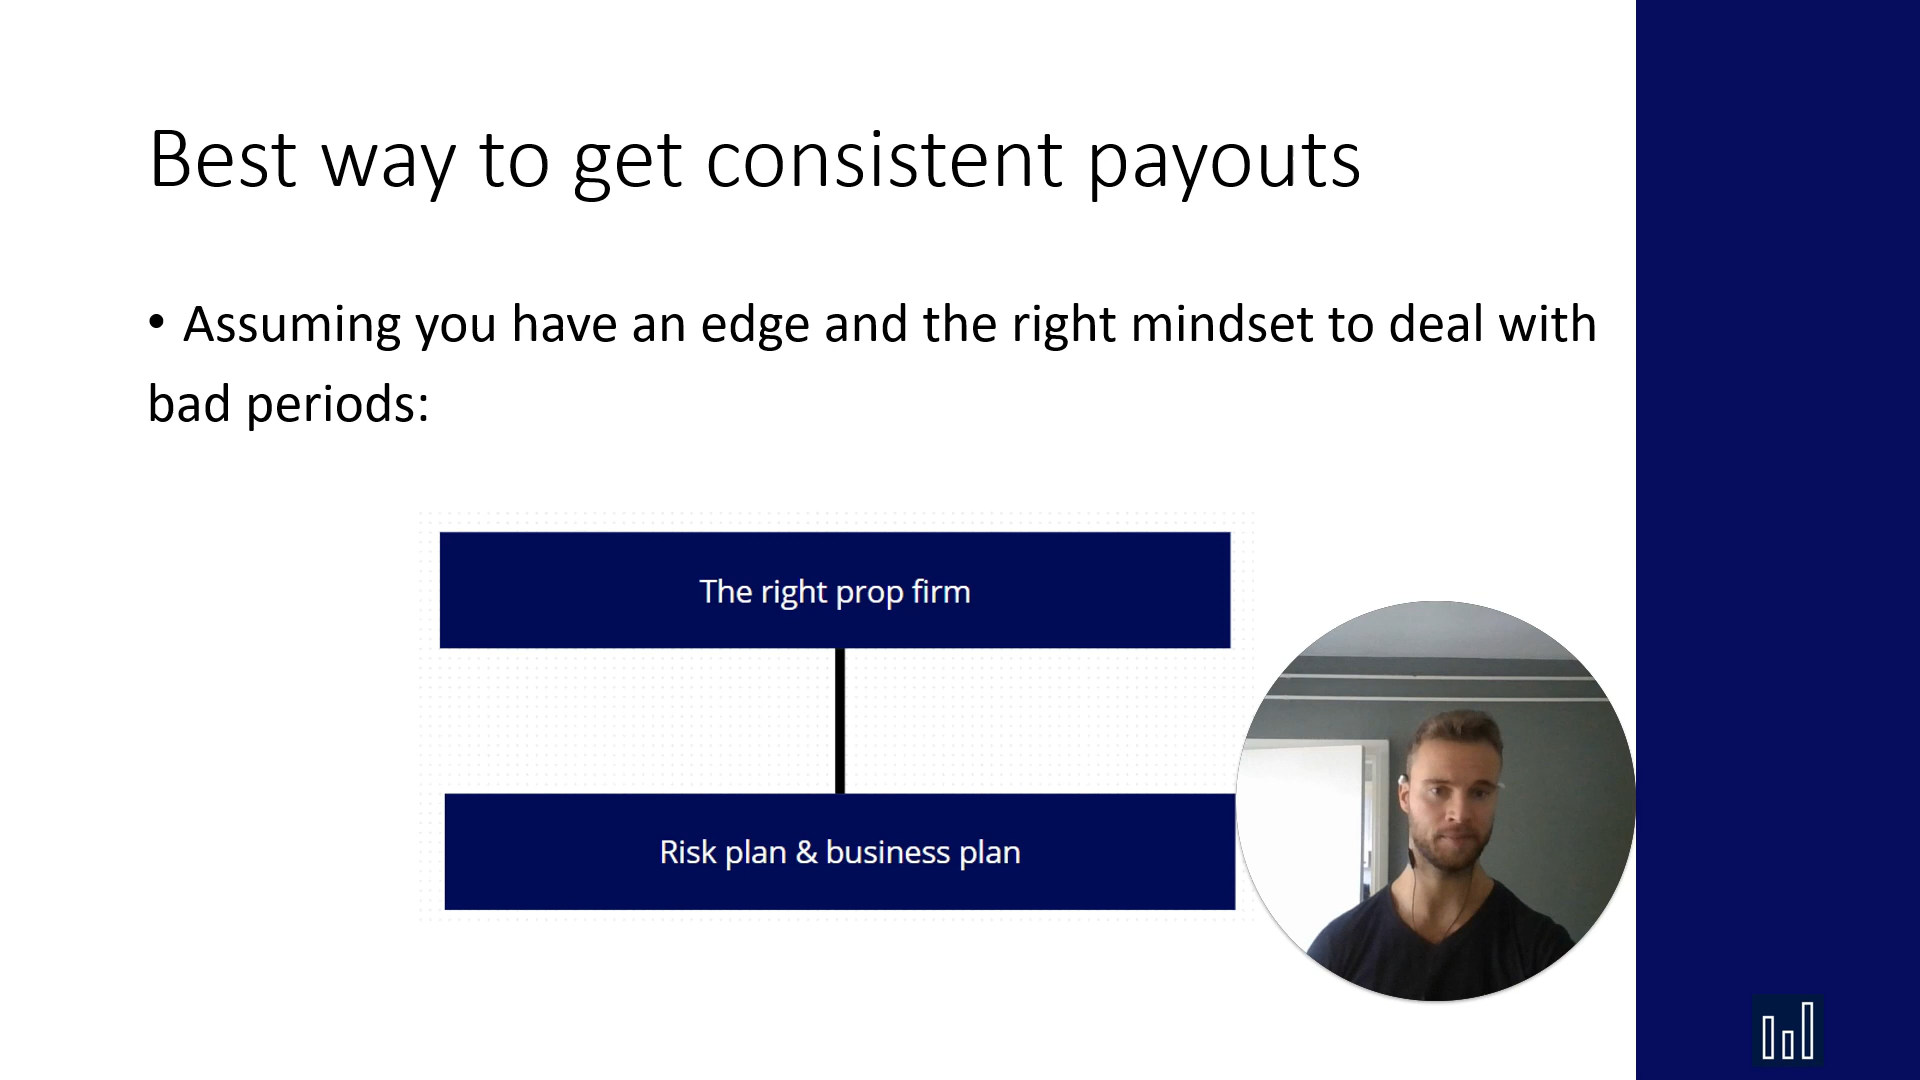 Best way to get consistent payouts
• Assuming you have an edge and the right mindset to deal with
bad periods:
The right prop firm
Risk plan & business plan